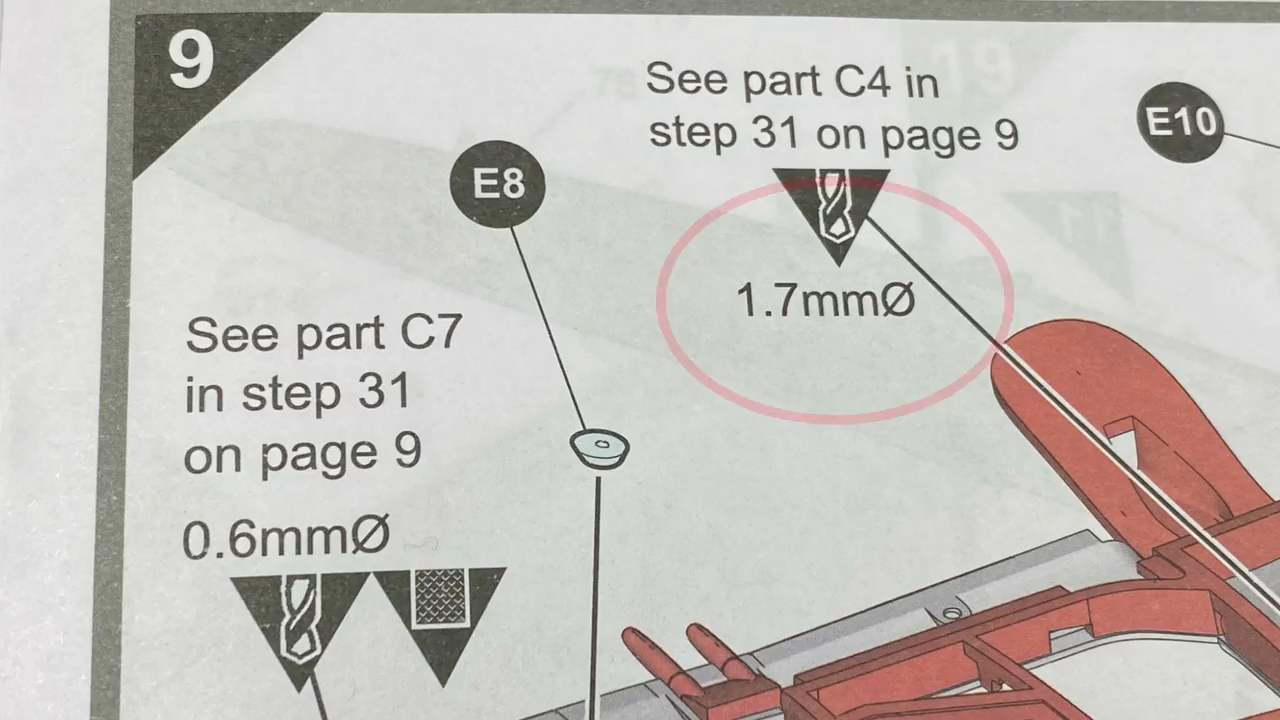 9
See part C4 in
step 31 on page 9
E10
E8
1.7mmØ
See part C7
in step 31
on page 9
0.6mmØ